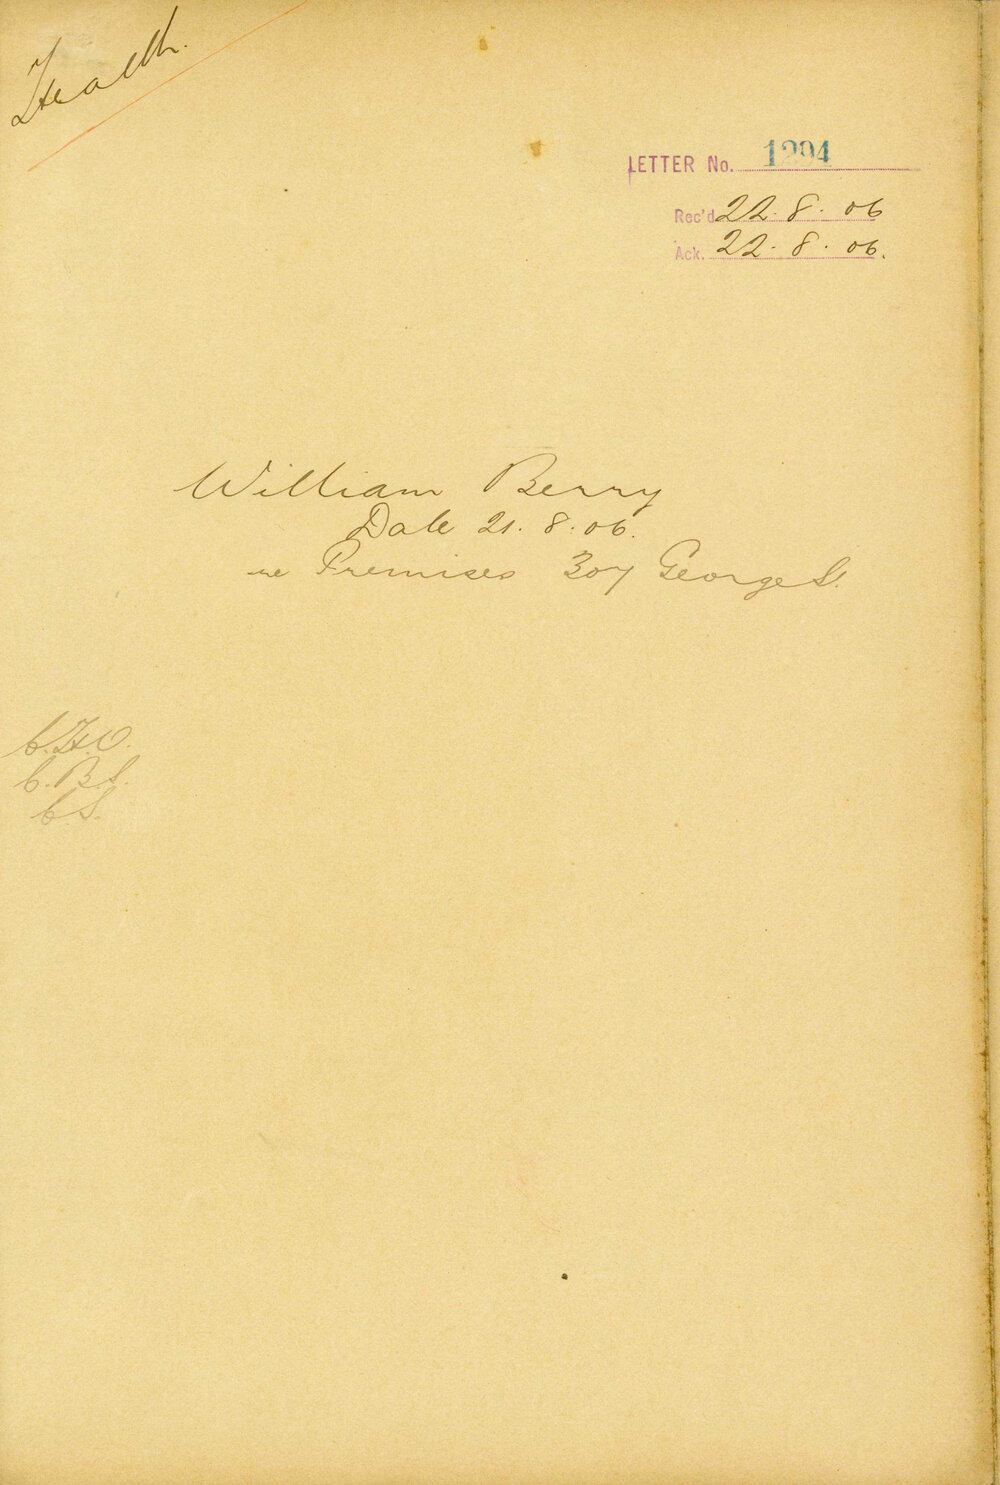 Health.
LETTER No. 1294
Rec'd 22.8.06
Ack. 22.8.06.
William Berry
Date 21.8.06.
re Premises 307 George St.
C.H.O.
C.B.S.
C.S.